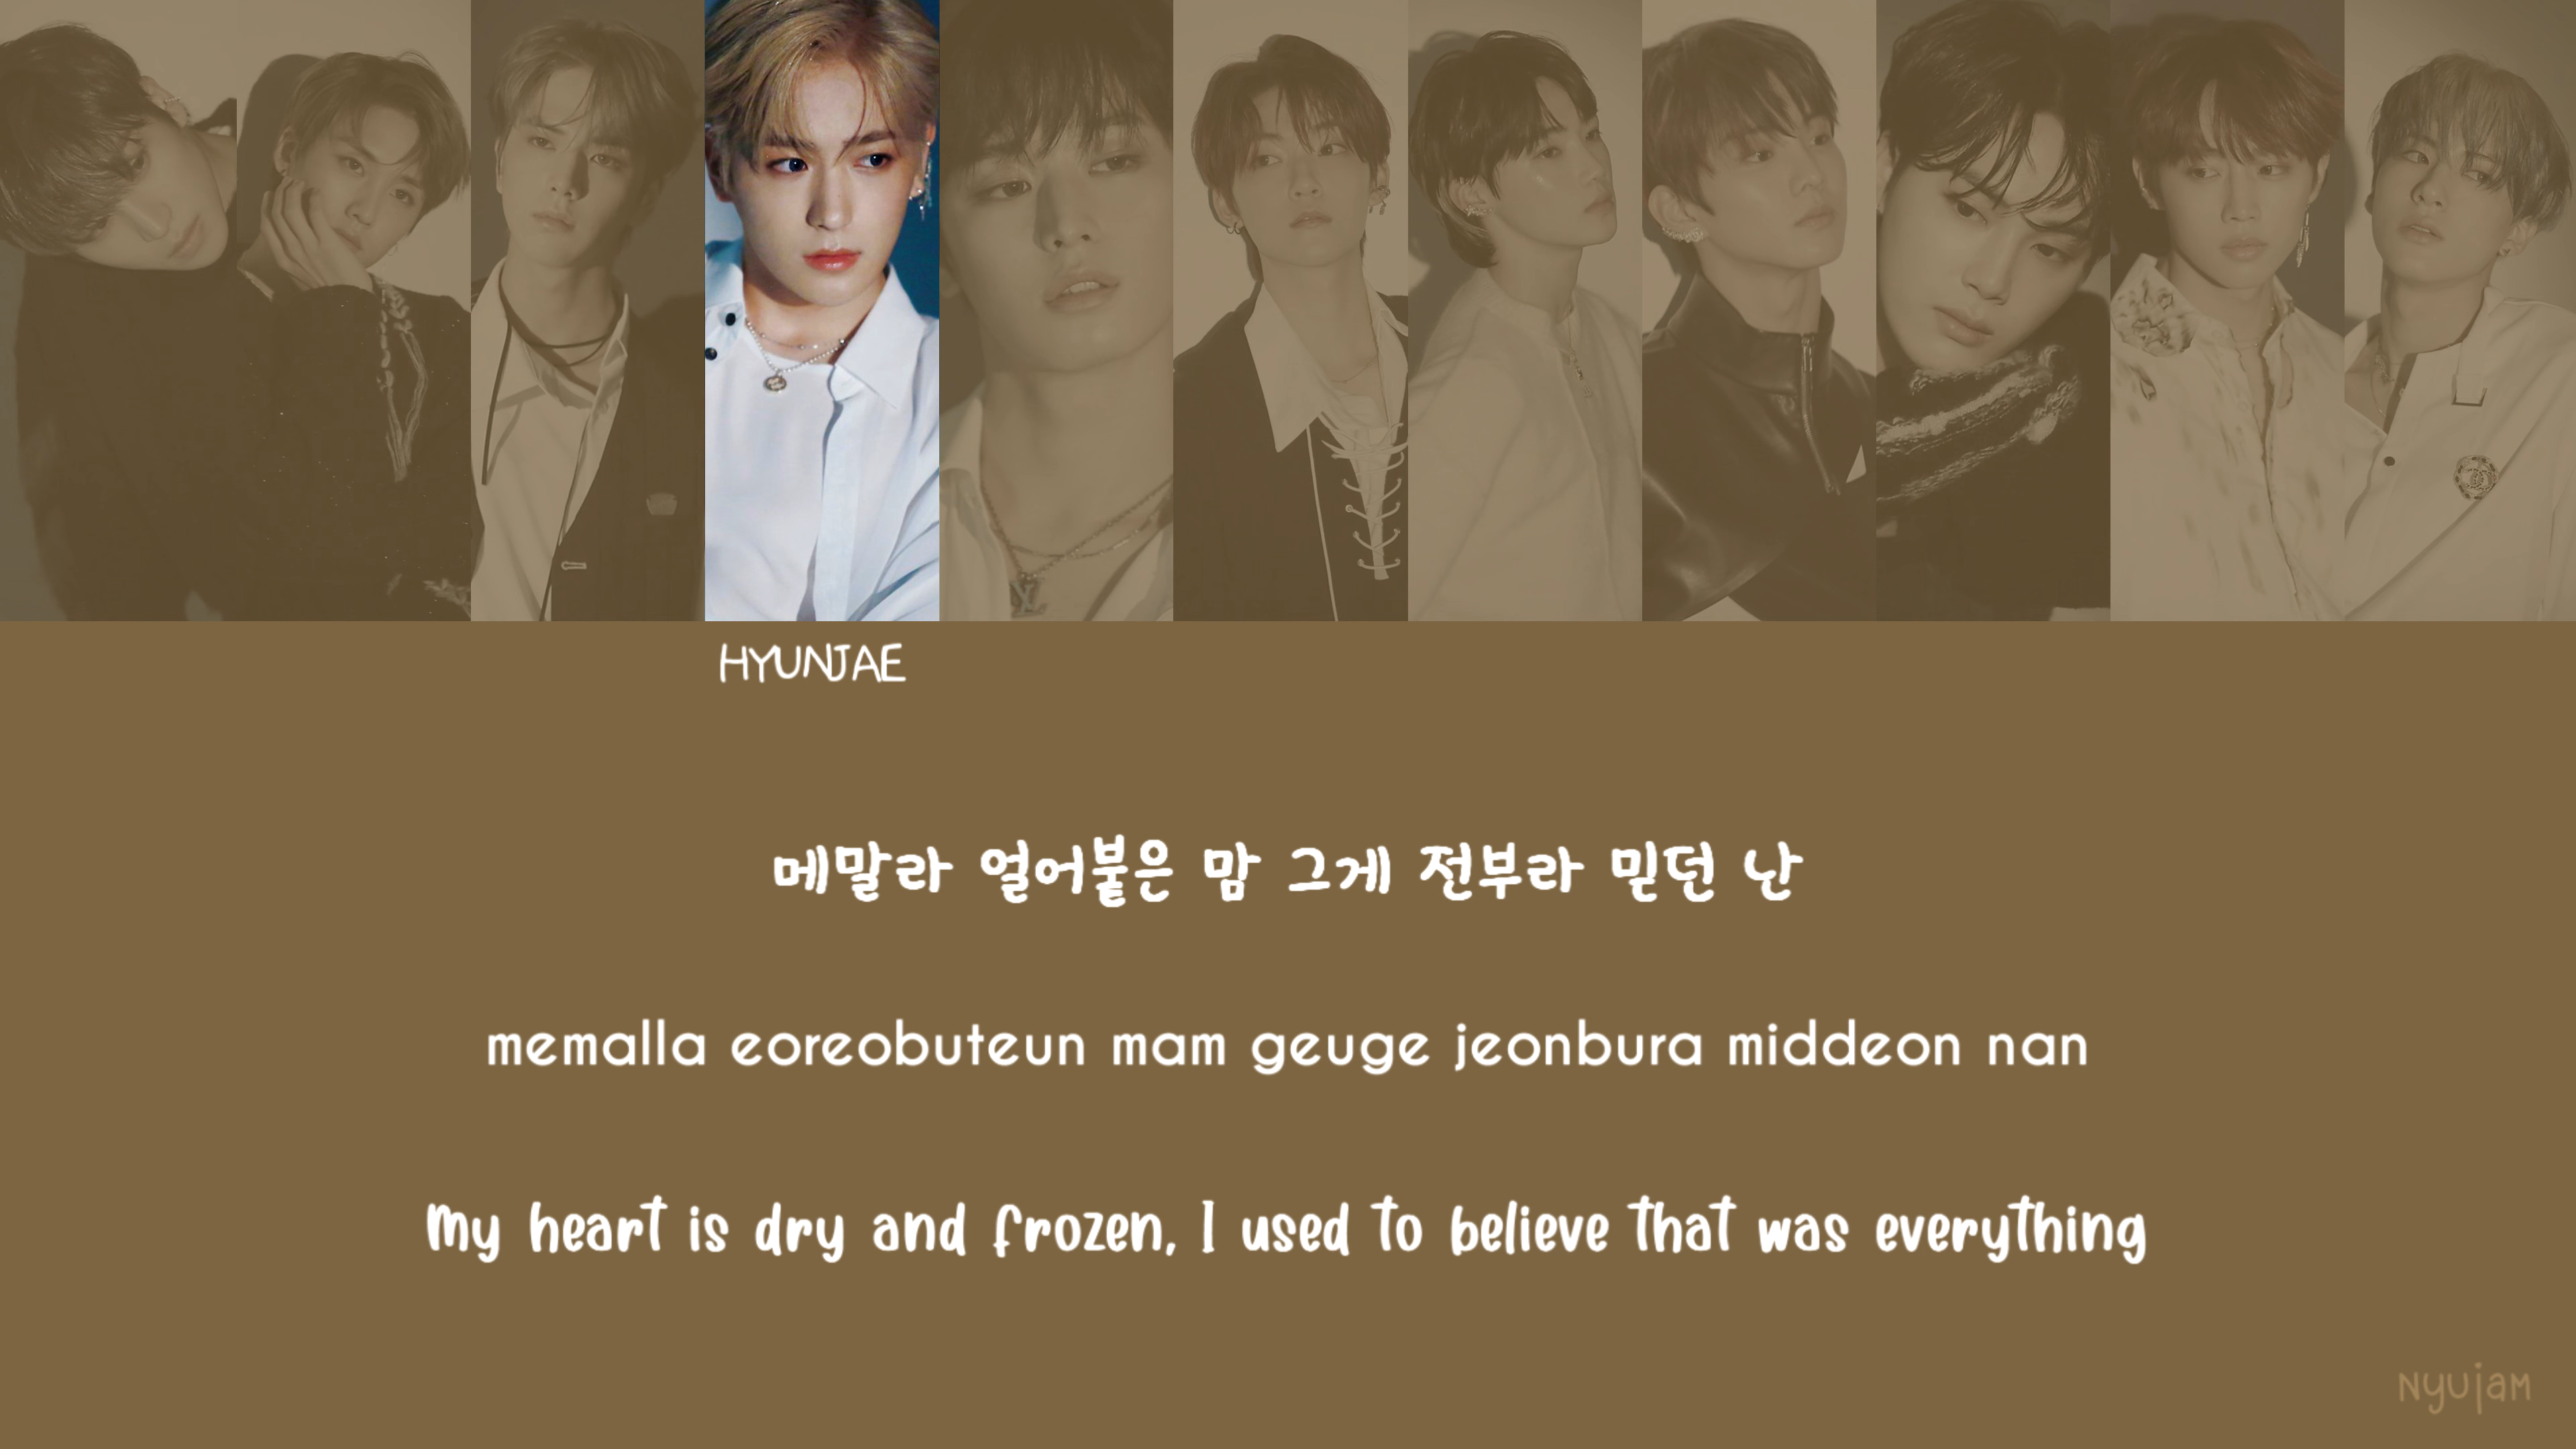 HYUNJAE
메말라 얼어붙은 맘 그게 전부라 믿던 난
memalla eoreobuteun mam geuge jeonbura middeon nan
My heart is dry and frozen, I used to believe that was everything
Nyujam